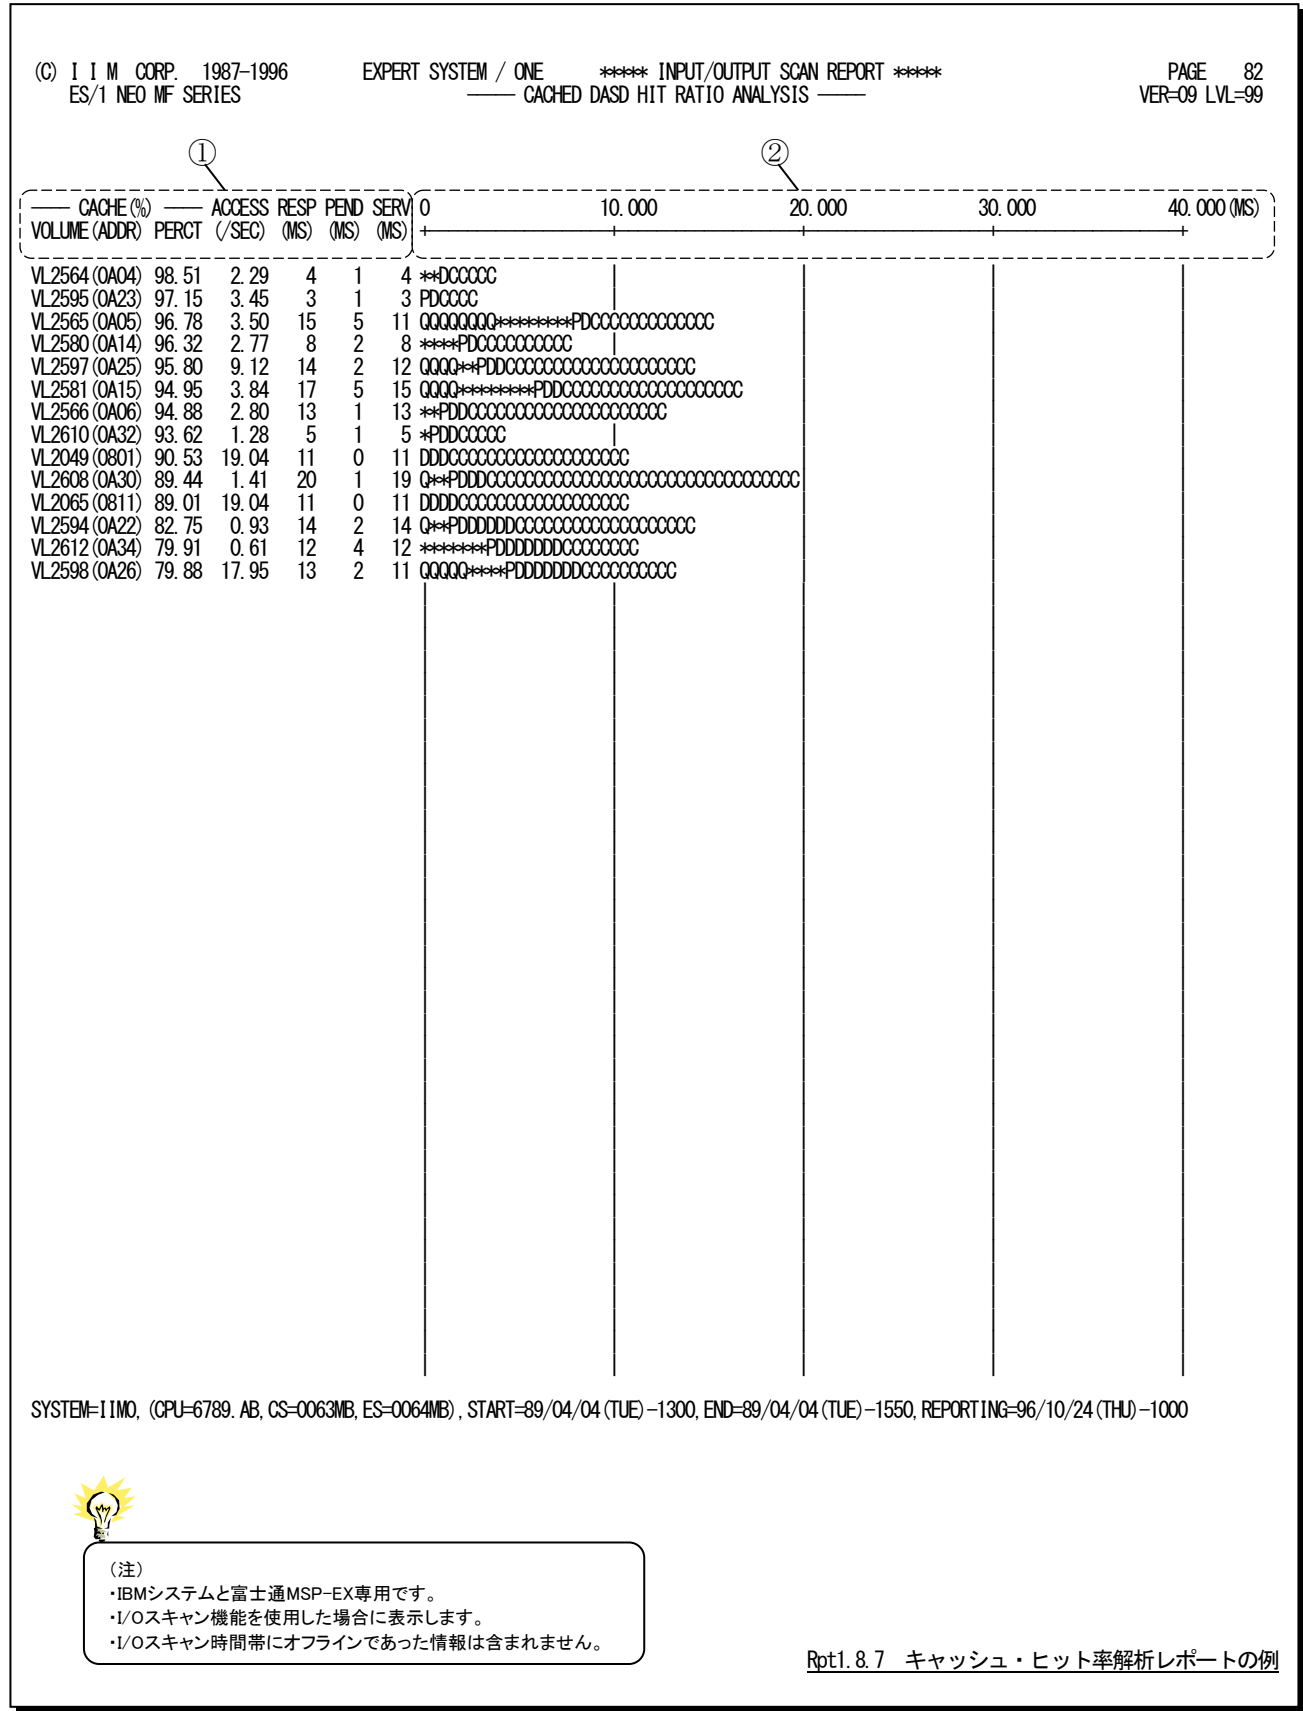 (C) I I M CORP. 1987-1996 EXPERT SYSTEM / ONE ***** INPUT/OUTPUT SCAN REPORT ***** PAGE 82
ES/1 NEO MF SERIES ――― CACHED DASD HIT RATIO ANALYSIS ――― VER=09 LVL=99
① ②
―― CACHE(%) ―― ACCESS RESP PEND SERV 0 10.000 20.000 30.000 40.000(MS)
VOLUME(ADDR) PERCT (/SEC) (MS) (MS) (MS)
VL2564(0A04) 98.51 2.29 4 1 4 **DCCCCC
VL2595(0A23) 97.15 3.45 3 1 3 PDCCCC
VL2565(0A05) 96.78 3.50 15 5 11 QQQQQQQQ********PDCCCCCCCCCCCCC
VL2580(0A14) 96.32 2.77 8 2 8 ****PDCCCCCCCCCC
VL2597(0A25) 95.80 9.12 14 2 12 QQQQ**PDDCCCCCCCCCCCCCCCCCCCC
VL2581(0A15) 94.95 3.84 17 5 15 QQQQ********PDDCCCCCCCCCCCCCCCCCCC
VL2566(0A06) 94.88 2.80 13 1 13 **PDDCCCCCCCCCCCCCCCCCCCCC
VL2610(0A32) 93.62 1.28 5 1 5 *PDDCCCCC
VL2049(0801) 90.53 19.04 11 0 11 DDDCCCCCCCCCCCCCCCCCCC
VL2608(0A30) 89.44 1.41 20 1 19 Q**PDDDCCCCCCCCCCCCCCCCCCCCCCCCCCCCCCCCC
VL2065(0811) 89.01 19.04 11 0 11 DDDDCCCCCCCCCCCCCCCCCC
VL2594(0A22) 82.75 0.93 14 2 14 Q**PDDDDDDCCCCCCCCCCCCCCCCCCC
VL2612(0A34) 79.91 0.61 12 4 12 *******PDDDDDDDCCCCCCCC
VL2598(0A26) 79.88 17.95 13 2 11 QQQQQ****PDDDDDDDCCCCCCCCCC
SYSTEM=IIMO,(CPU=6789.AB,CS=0063MB,ES=0064MB),START=89/04/04(TUE)-1300,END=89/04/04(TUE)-1550,REPORTING=96/10/24(THU)-1000
(注)
・IBMシステムと富士通MSP-EX専用です。
・I/Oスキャン機能を使用した場合に表示します。
・I/Oスキャン時間帯にオフラインであった情報は含まれません。
Rpt1.8.7 キャッシュ・ヒット率解析レポートの例